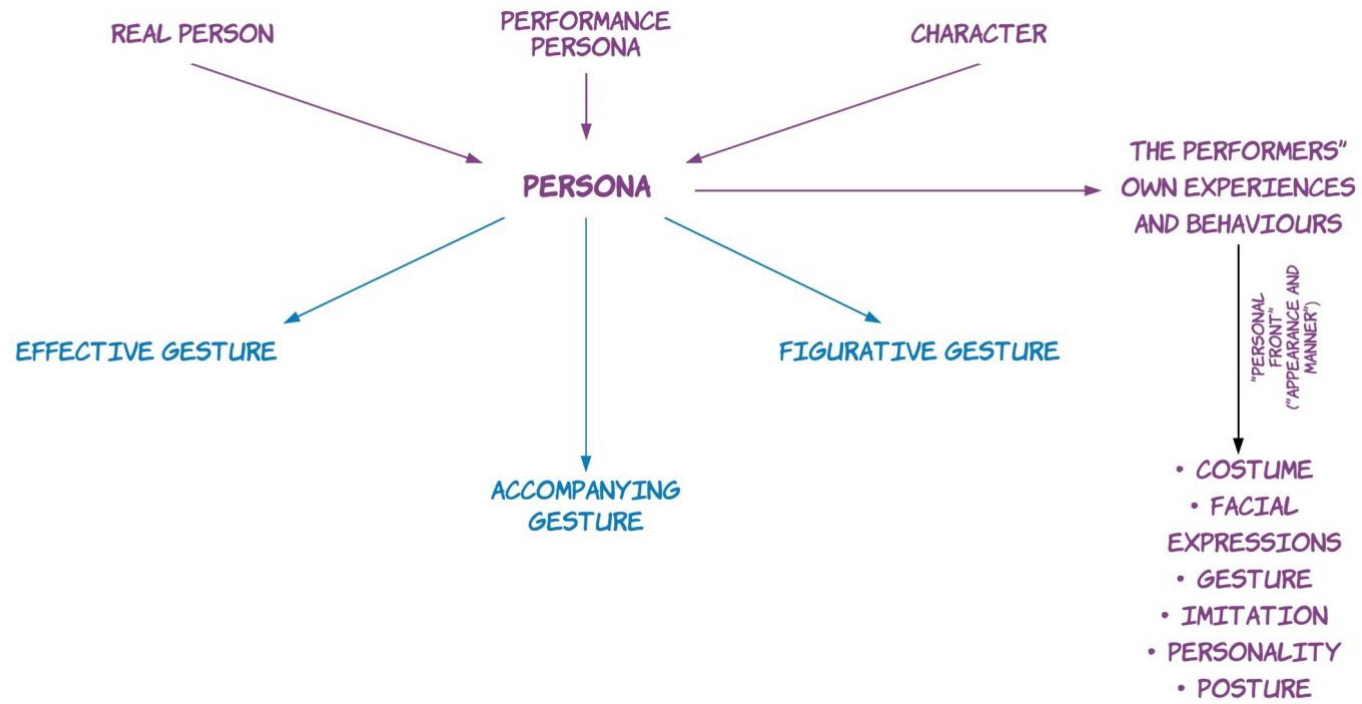 REAL PERSON
PERFORMANCE
PERSONA
CHARACTER
PERSONA
THE PERFORMERS"
OWN EXPERIENCES
AND BEHAVIOURS
"PERSONAL
FRONT"
("APPEARANCE AND
MANNER")
EFFECTIVE GESTURE
FIGURATIVE GESTURE
ACCOMPANYING
GESTURE
• COSTUME
• FACIAL
EXPRESSIONS
• GESTURE
• IMITATION
• PERSONALITY
• POSTURE